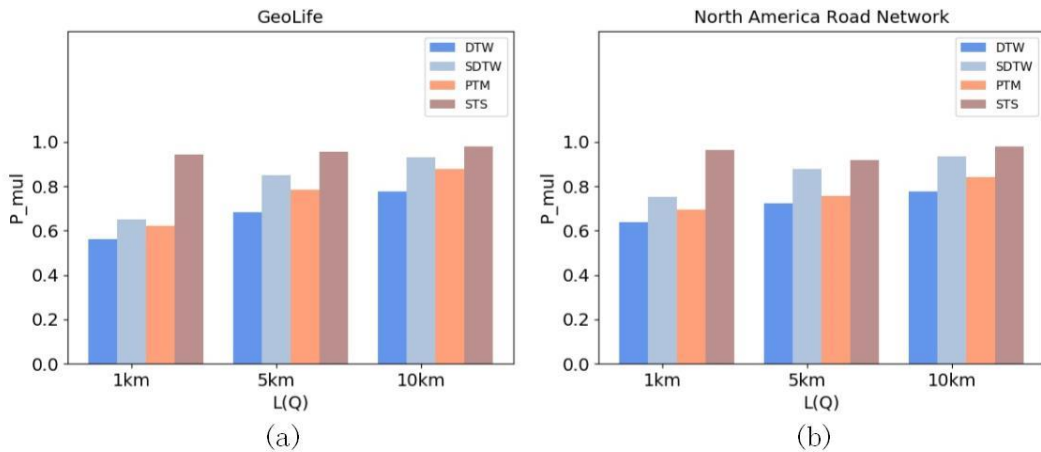 GeoLife
DTW
SDTW
PTM
STS
P_mul
1.0
0.8
0.6
0.4
0.2
0.0
1km
5km
10km
L(Q)
(a)
North America Road Network
DTW
SDTW
PTM
STS
P_mul
1.0
0.8
0.6
0.4
0.2
0.0
1km
5km
10km
L(Q)
(b)